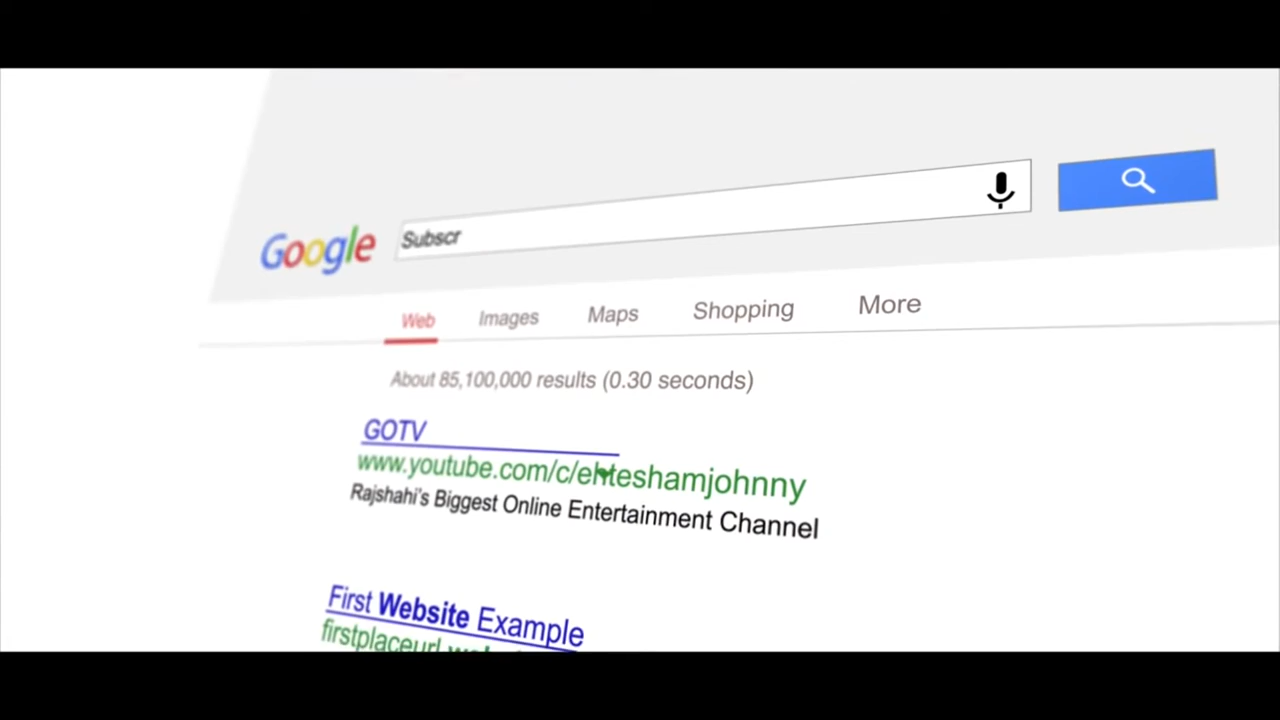 Google
Subscr
Web Images Maps Shopping More
About 85,100,000 results (0.30 seconds)
GOTV
www.youtube.com/c/ehteshamjohnny
Rajshahi's Biggest Online Entertainment Channel
First Website Example